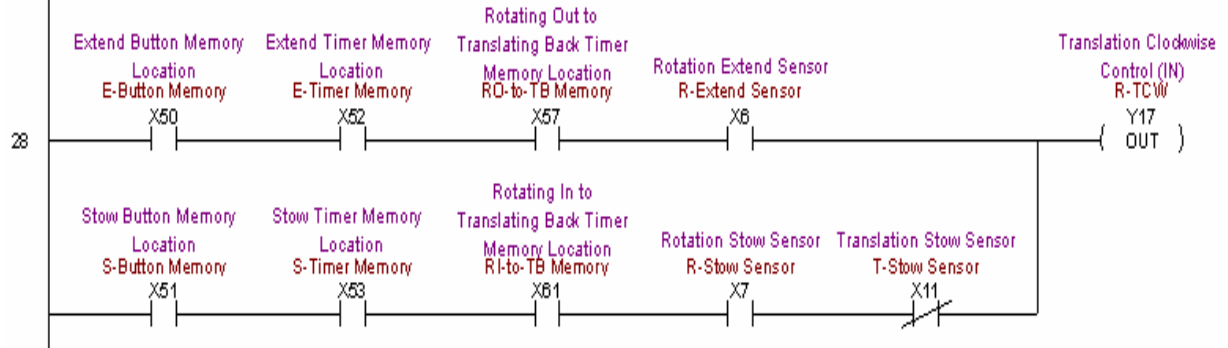 Extend Button Memory
Location
E-Button Memory
X50
Extend Timer Memory
Location
E-Timer Memory
X52
Rotating Out to
Translating Back Timer
Memory Location
RO-to-TB Memory
X57
Rotation Extend Sensor
R-Extend Sensor
X6
Translation Clockwise
Control (IN)
R-TCW
Y17
OUT
28
Stow Button Memory
Location
S-Button Memory
X51
Stow Timer Memory
Location
S-Timer Memory
X53
Rotating In to
Translating Back Timer
Memory Location
RI-to-TB Memory
X61
Rotation Stow Sensor
R-Stow Sensor
X7
Translation Stow Sensor
T-Stow Sensor
X11